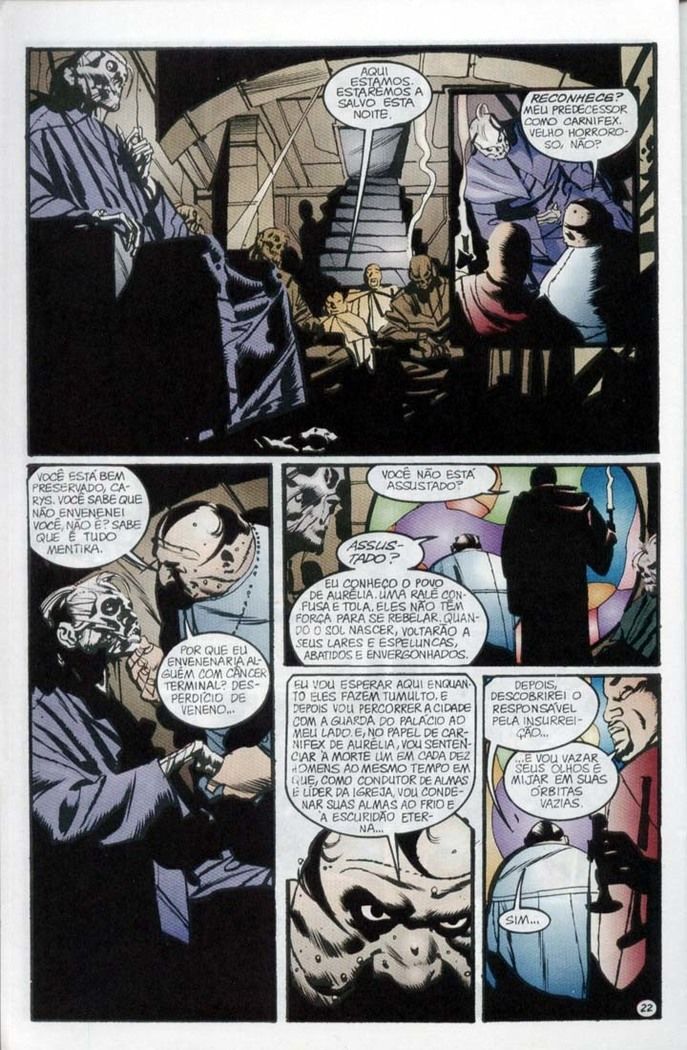 AQUI
ESTAMOS.
ESTAREMOS A
SALVO ESTA
NOITE.
RECONHECE?
MEU PREDECESSOR
COMO CARNIFEX.
VELHO HORRORO-
SO, NÃO?
VOCÊ ESTÁ BEM
PRESERVADO, CA-
RYS. VOCÊ SABE QUE
NÃO ENVENENEI
VOCÊ, NÃO É? SABE
QUE É TUDO
MENTIRA.
POR QUE EU
ENVENENARIA AL-
GUÉM COM CÂNCER
TERMINAL? DES-
PERDÍCIO DE
VENENO...
VOCÊ NÃO ESTÁ
ASSUSTADO?
ASSUS-
TADO?
EU CONHEÇO O POVO
DE AURÉLIA. UMA RALÉ CON-
FUSA E TOLA. ELES NÃO TÊM
FORÇA PARA SE REBELAR. QUAN-
DO O SOL NASCER, VOLTARÃO A
SEUS LARES E ESPELUNCAS,
ABATIDOS E ENVERGONHADOS.
EU VOU ESPERAR AQUI ENQUAN-
TO ELES FAZEM TUMULTO, E
DEPOIS VOU PERCORRER A CIDADE
COM A GUARDA DO PALÁCIO AO
MEU LADO. E, NO PAPEL DE CAR-
NIFEX DE AURÉLIA, VOU SENTEN-
CIAR À MORTE UM EM CADA DEZ
HOMENS AO MESMO TEMPO EM
QUE, COMO CONDUTOR DE ALMAS
E LÍDER DA IGREJA, VOU CONDE-
NAR SUAS ALMAS AO FRIO E
À ESCURIDÃO ETER-
NA...
DEPOIS,
DESCOBRIREI O
RESPONSÁVEL
PELA INSURREI-
ÇÃO...
...E VOU VAZAR
SEUS OLHOS E
MIJAR EM SUAS
ÓRBITAS
VAZIAS.
SIM...
22